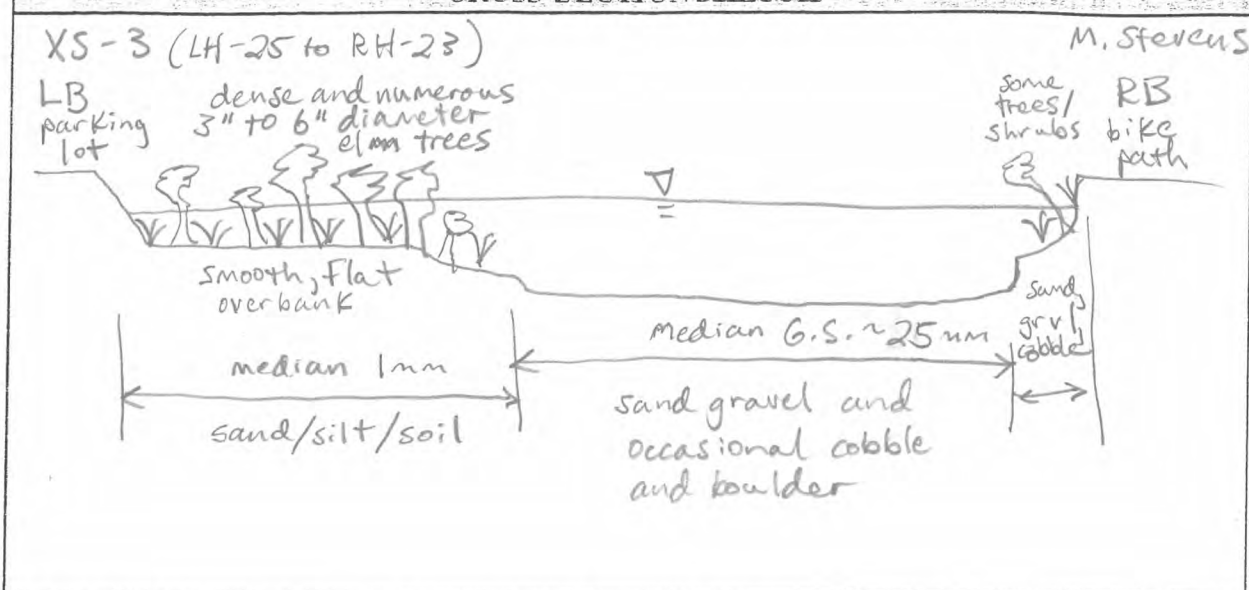 XS-3 (LH-25 to RH-23)
M. Stevens
LB
parking
lot
dense and numerous
3" to 6" diameter
elm trees
some
trees/
shrubs
RB
bike
path
smooth, flat
overbank
median 1mm
sand/silt/soil
median G.S. ~25 mm
sand gravel and
occasional cobble
and boulder
sand,
grvl,
cobble